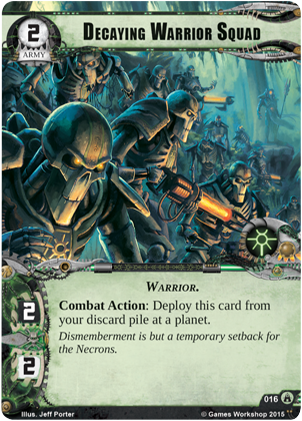 2
ARMY
Decaying Warrior Squad
Warrior.
2
Combat Action: Deploy this card from
your discard pile at a planet.
Dismemberment is but a temporary setback for
the Necrons.
2
016
Illus. Jeff Porter
© Games Workshop 2015